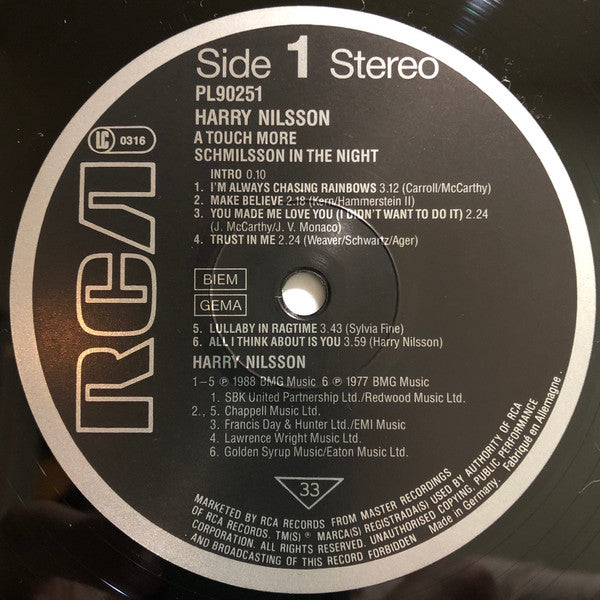 Side 1 Stereo
PL90251
HARRY NILSSON
A TOUCH MORE
SCHMILSSON IN THE NIGHT
LC 0316
RCA
INTRO 0.10
1. I'M ALWAYS CHASING RAINBOWS 3.12 (Carroll/McCarthy)
2. MAKE BELIEVE 2.18 (Kern/Hammerstein II)
3. YOU MADE ME LOVE YOU (I DIDN'T WANT TO DO IT) 2.24
(J. McCarthy/J. V. Monaco)
4. TRUST IN ME 2.24 (Weaver/Schwartz/Ager)
BIEM
GEMA
5. LULLABY IN RAGTIME 3.43 (Sylvia Fine)
6. ALL I THINK ABOUT IS YOU 3.59 (Harry Nilsson)
HARRY NILSSON
1–5 ℗ 1988 BMG Music 6 ℗ 1977 BMG Music
1. SBK United Partnership Ltd./Redwood Music Ltd.
2., 5. Chappell Music Ltd.
3. Francis Day & Hunter Ltd./EMI Music
4. Lawrence Wright Music Ltd.
6. Golden Syrup Music/Eaton Music Ltd.
33
MARKETED BY RCA RECORDS FROM MASTER RECORDINGS
OF RCA RECORDS. TM(S)® MARCA(S) REGISTRADA(S) USED BY AUTHORITY OF RCA
CORPORATION. ALL RIGHTS RESERVED. UNAUTHORISED COPYING, PUBLIC PERFORMANCE
AND BROADCASTING OF THIS RECORD FORBIDDEN
Made in Germany.
Fabriqué en Allemagne.